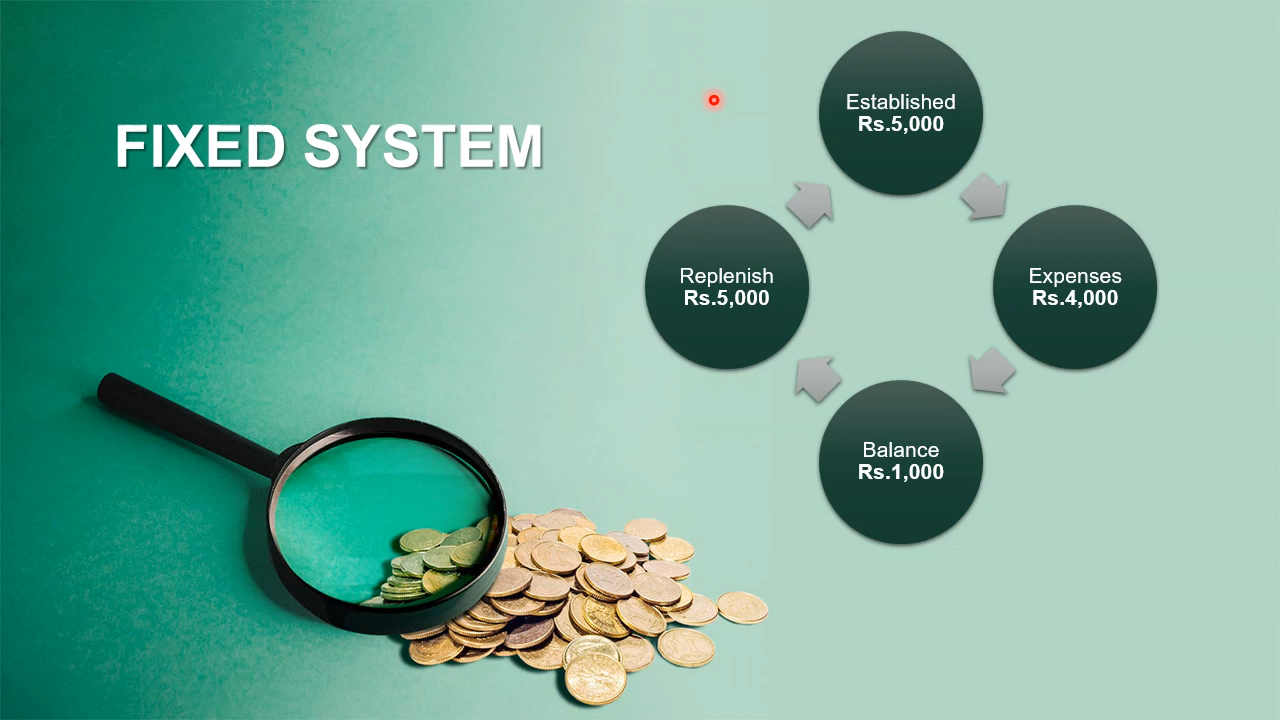 FIXED SYSTEM
Established
Rs.5,000
Expenses
Rs.4,000
Balance
Rs.1,000
Replenish
Rs.5,000